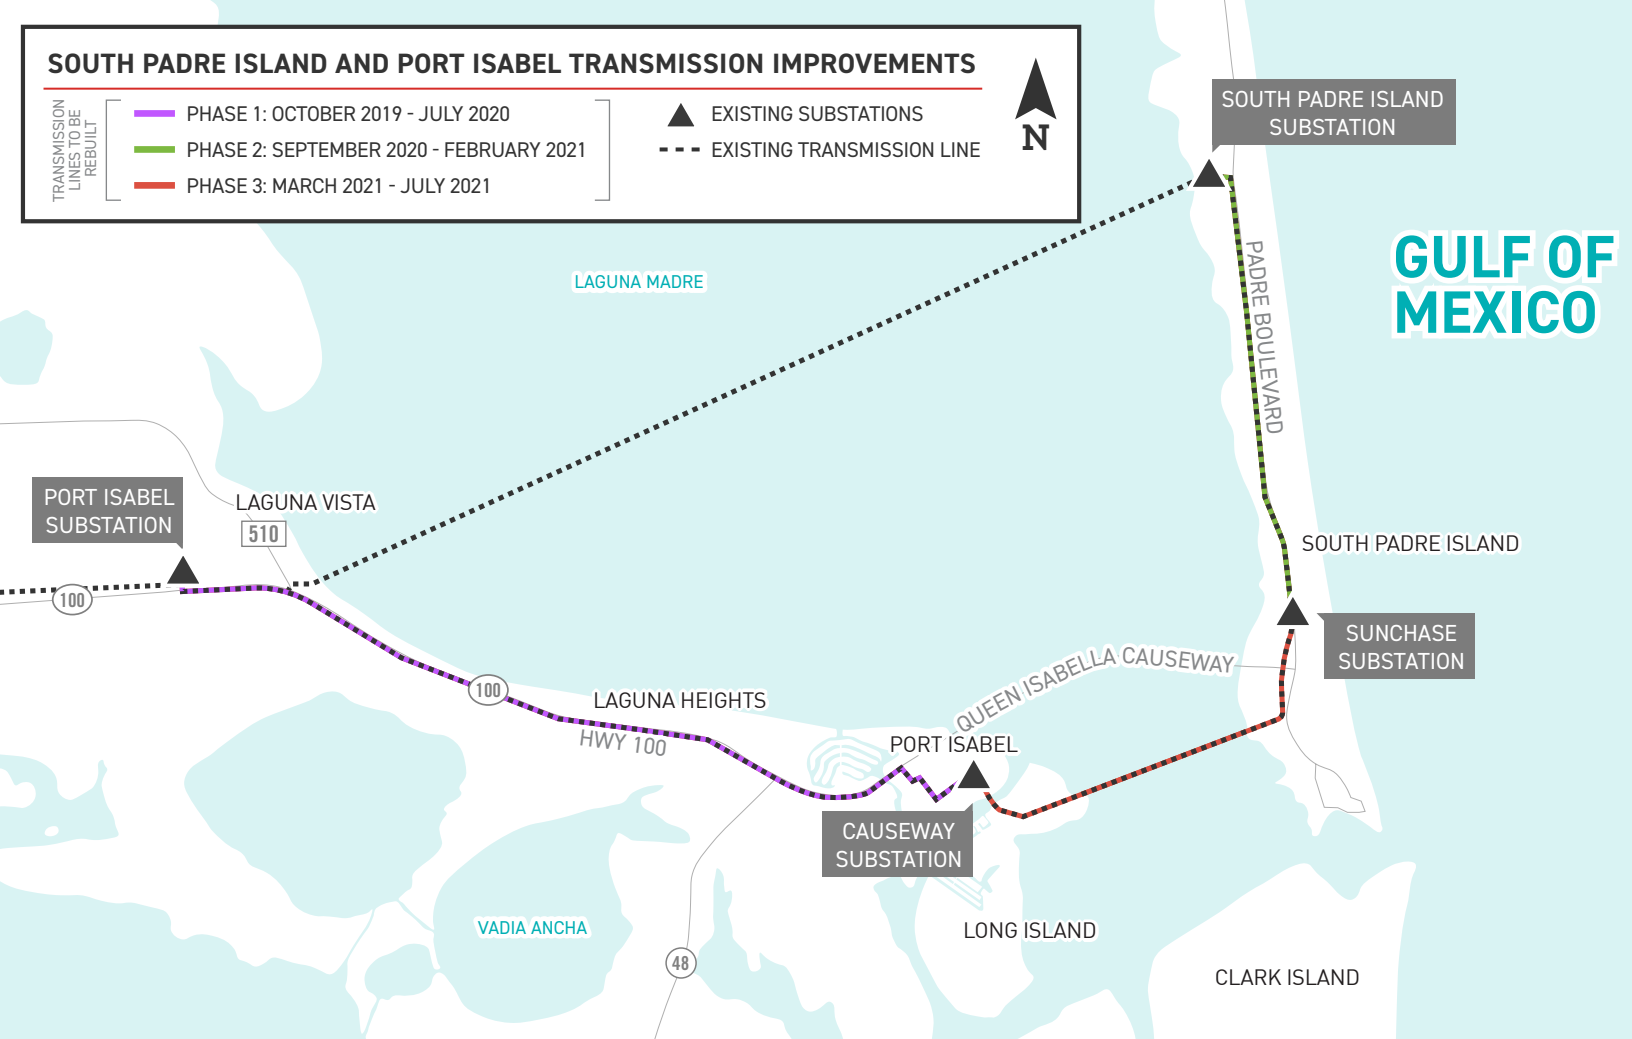 SOUTH PADRE ISLAND AND PORT ISABEL TRANSMISSION IMPROVEMENTS
TRANSMISSION
LINES TO BE
REBUILT
PHASE 1: OCTOBER 2019 - JULY 2020
PHASE 2: SEPTEMBER 2020 - FEBRUARY 2021
PHASE 3: MARCH 2021 - JULY 2021
EXISTING SUBSTATIONS
EXISTING TRANSMISSION LINE
N
SOUTH PADRE ISLAND
SUBSTATION
GULF OF
MEXICO
LAGUNA MADRE
PADRE BOULEVARD
PORT ISABEL
SUBSTATION
LAGUNA VISTA
510
100
SOUTH PADRE ISLAND
SUNCHASE
SUBSTATION
QUEEN ISABELLA CAUSEWAY
100
LAGUNA HEIGHTS
HWY 100
PORT ISABEL
CAUSEWAY
SUBSTATION
VADIA ANCHA
LONG ISLAND
48
CLARK ISLAND